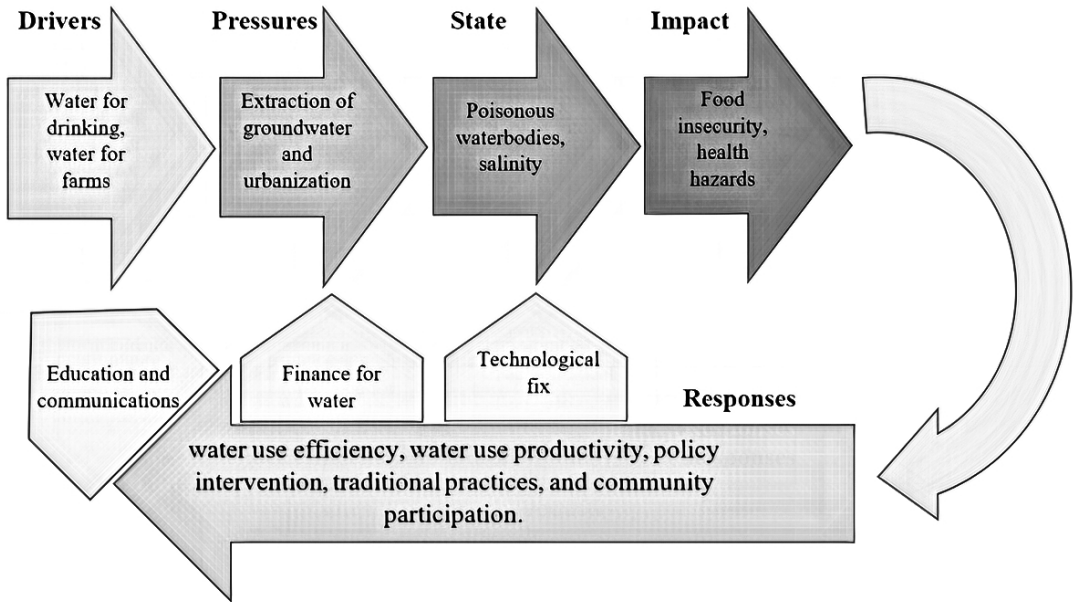 Drivers
Pressures
State
Impact
Water for
drinking,
water for
farms
Extraction of
groundwater
and
urbanization
Poisonous
waterbodies,
salinity
Food
insecurity,
health
hazards
Education and
communications
Finance for
water
Technological
fix
Responses
water use efficiency, water use productivity, policy
intervention, traditional practices, and community
participation.